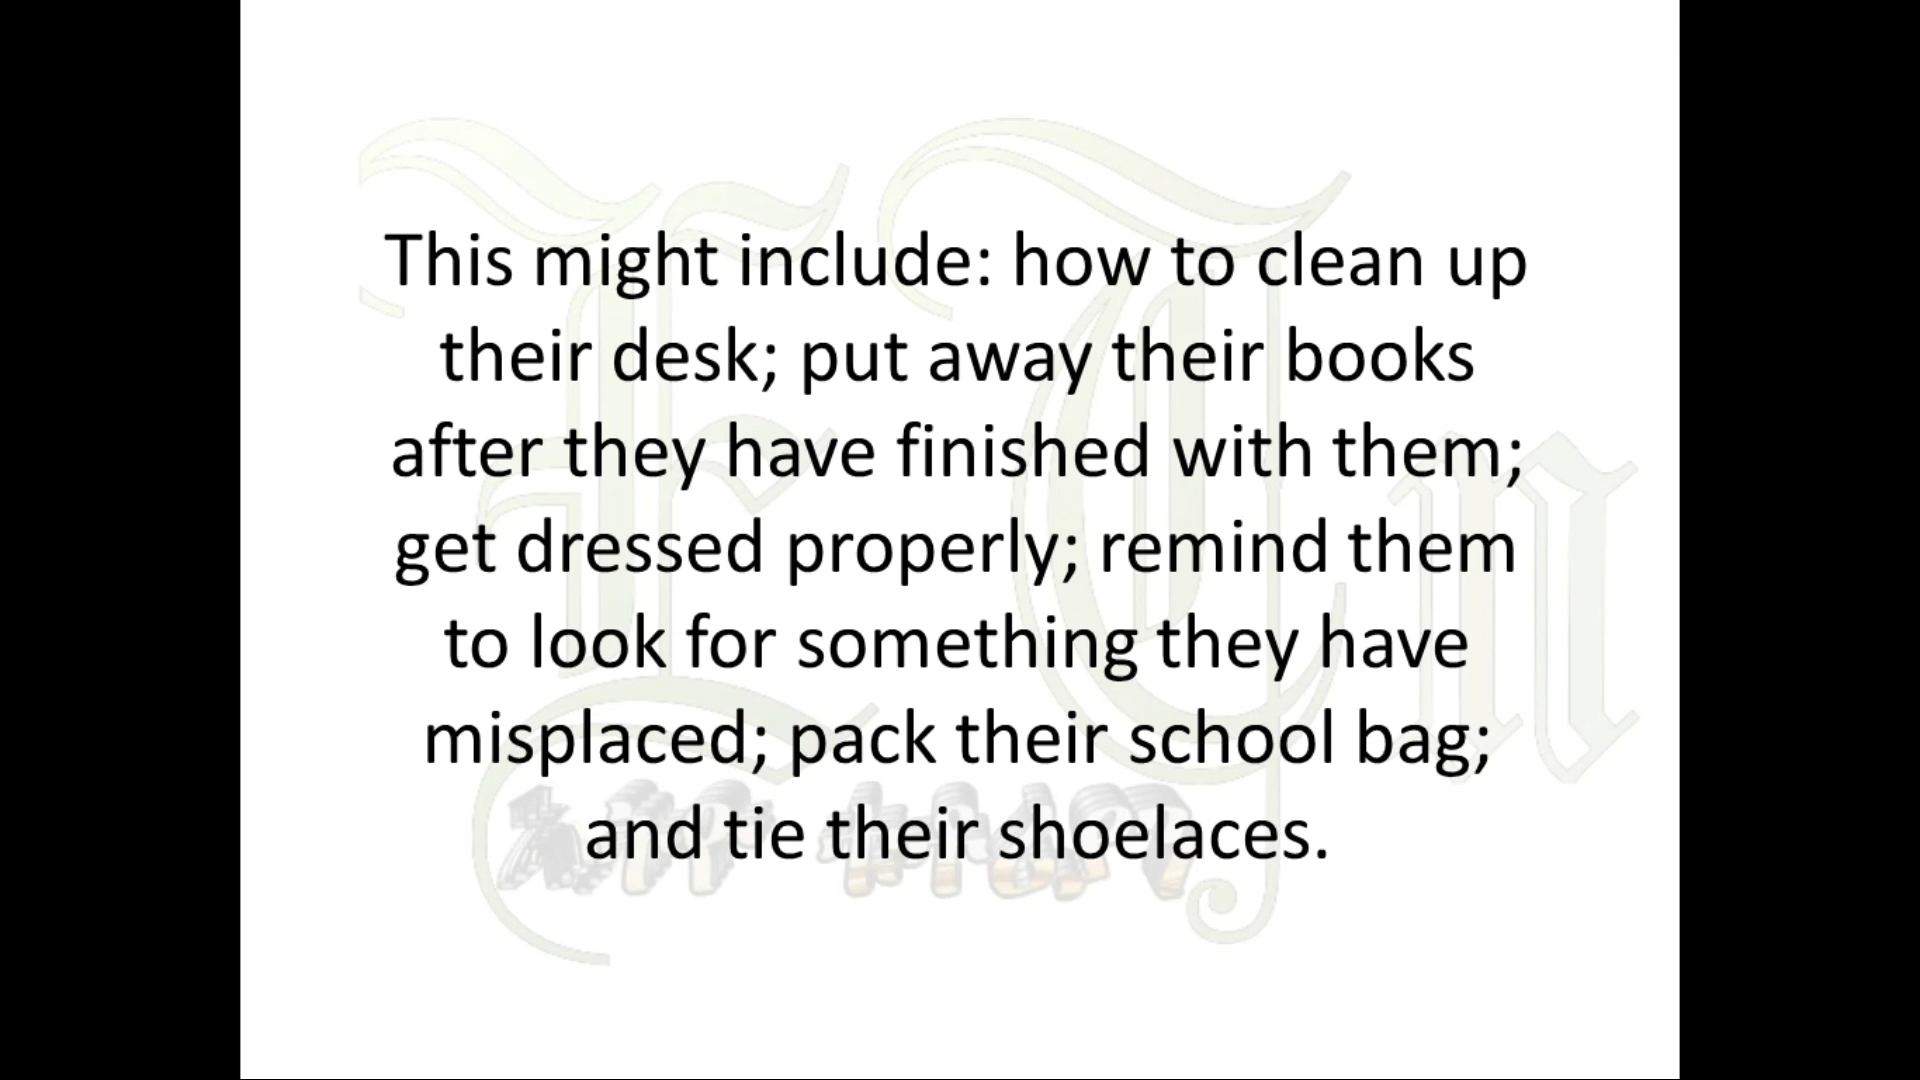 This might include: how to clean up
their desk; put away their books
after they have finished with them;
get dressed properly; remind them
to look for something they have
misplaced; pack their school bag;
and tie their shoelaces.